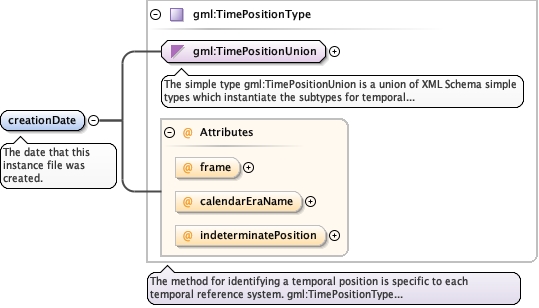 gml:TimePositionType
gml:TimePositionUnion
The simple type gml:TimePositionUnion is a union of XML Schema simple
types which instantiate the subtypes for temporal...
creationDate
The date that this
instance file was
created.
@ Attributes
@ frame
@ calendarEraName
@ indeterminatePosition
The method for identifying a temporal position is specific to each
temporal reference system. gml:TimePositionType...